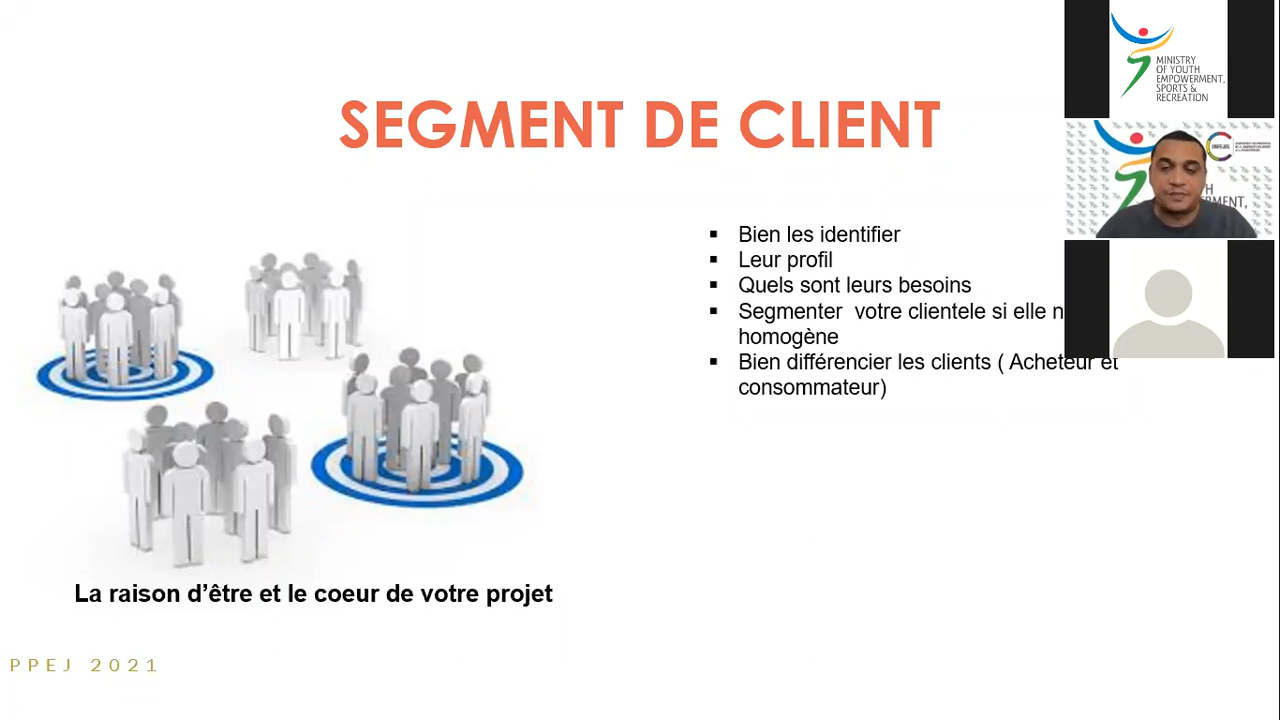 SEGMENT DE CLIENT
Bien les identifier
Leur profil
Quels sont leurs besoins
Segmenter votre clientele si elle
homogène
Bien différencier les clients ( Acheteur et
consommateur)
La raison d’être et le coeur de votre projet
PPEJ 2021
MINISTRY
OF YOUTH
EMPOWERMENT,
SPORTS &
RECREATION